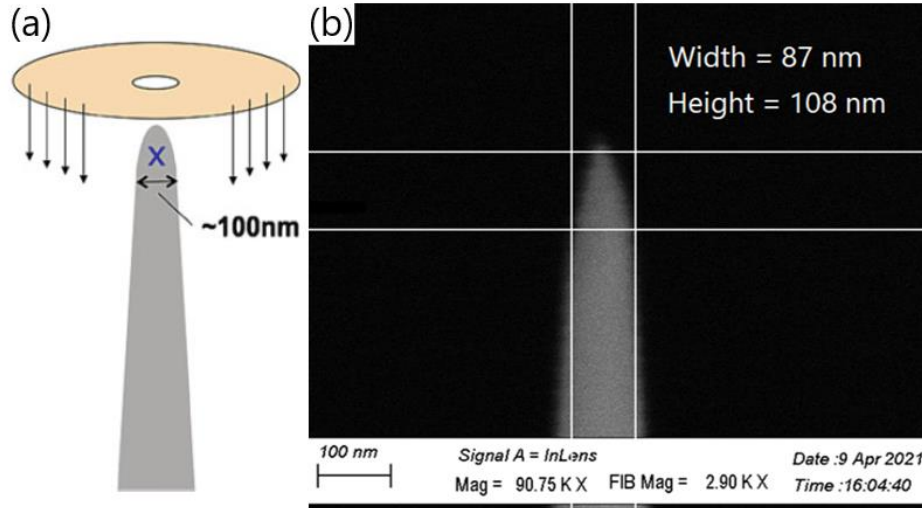 (a)
X
~100nm
(b)
Width = 87 nm
Height = 108 nm
100 nm
Signal A = InLens
Mag = 90.75 K X
FIB Mag = 2.90 K X
Date :9 Apr 2021
Time :16:04:40